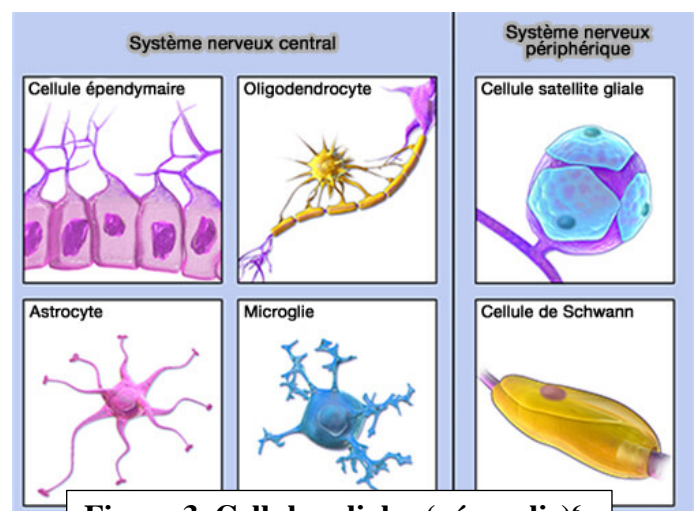 Système nerveux central
Système nerveux
périphérique
Cellule épendymaire
Oligodendrocyte
Cellule satellite gliale
Astrocyte
Microglie
Cellule de Schwann